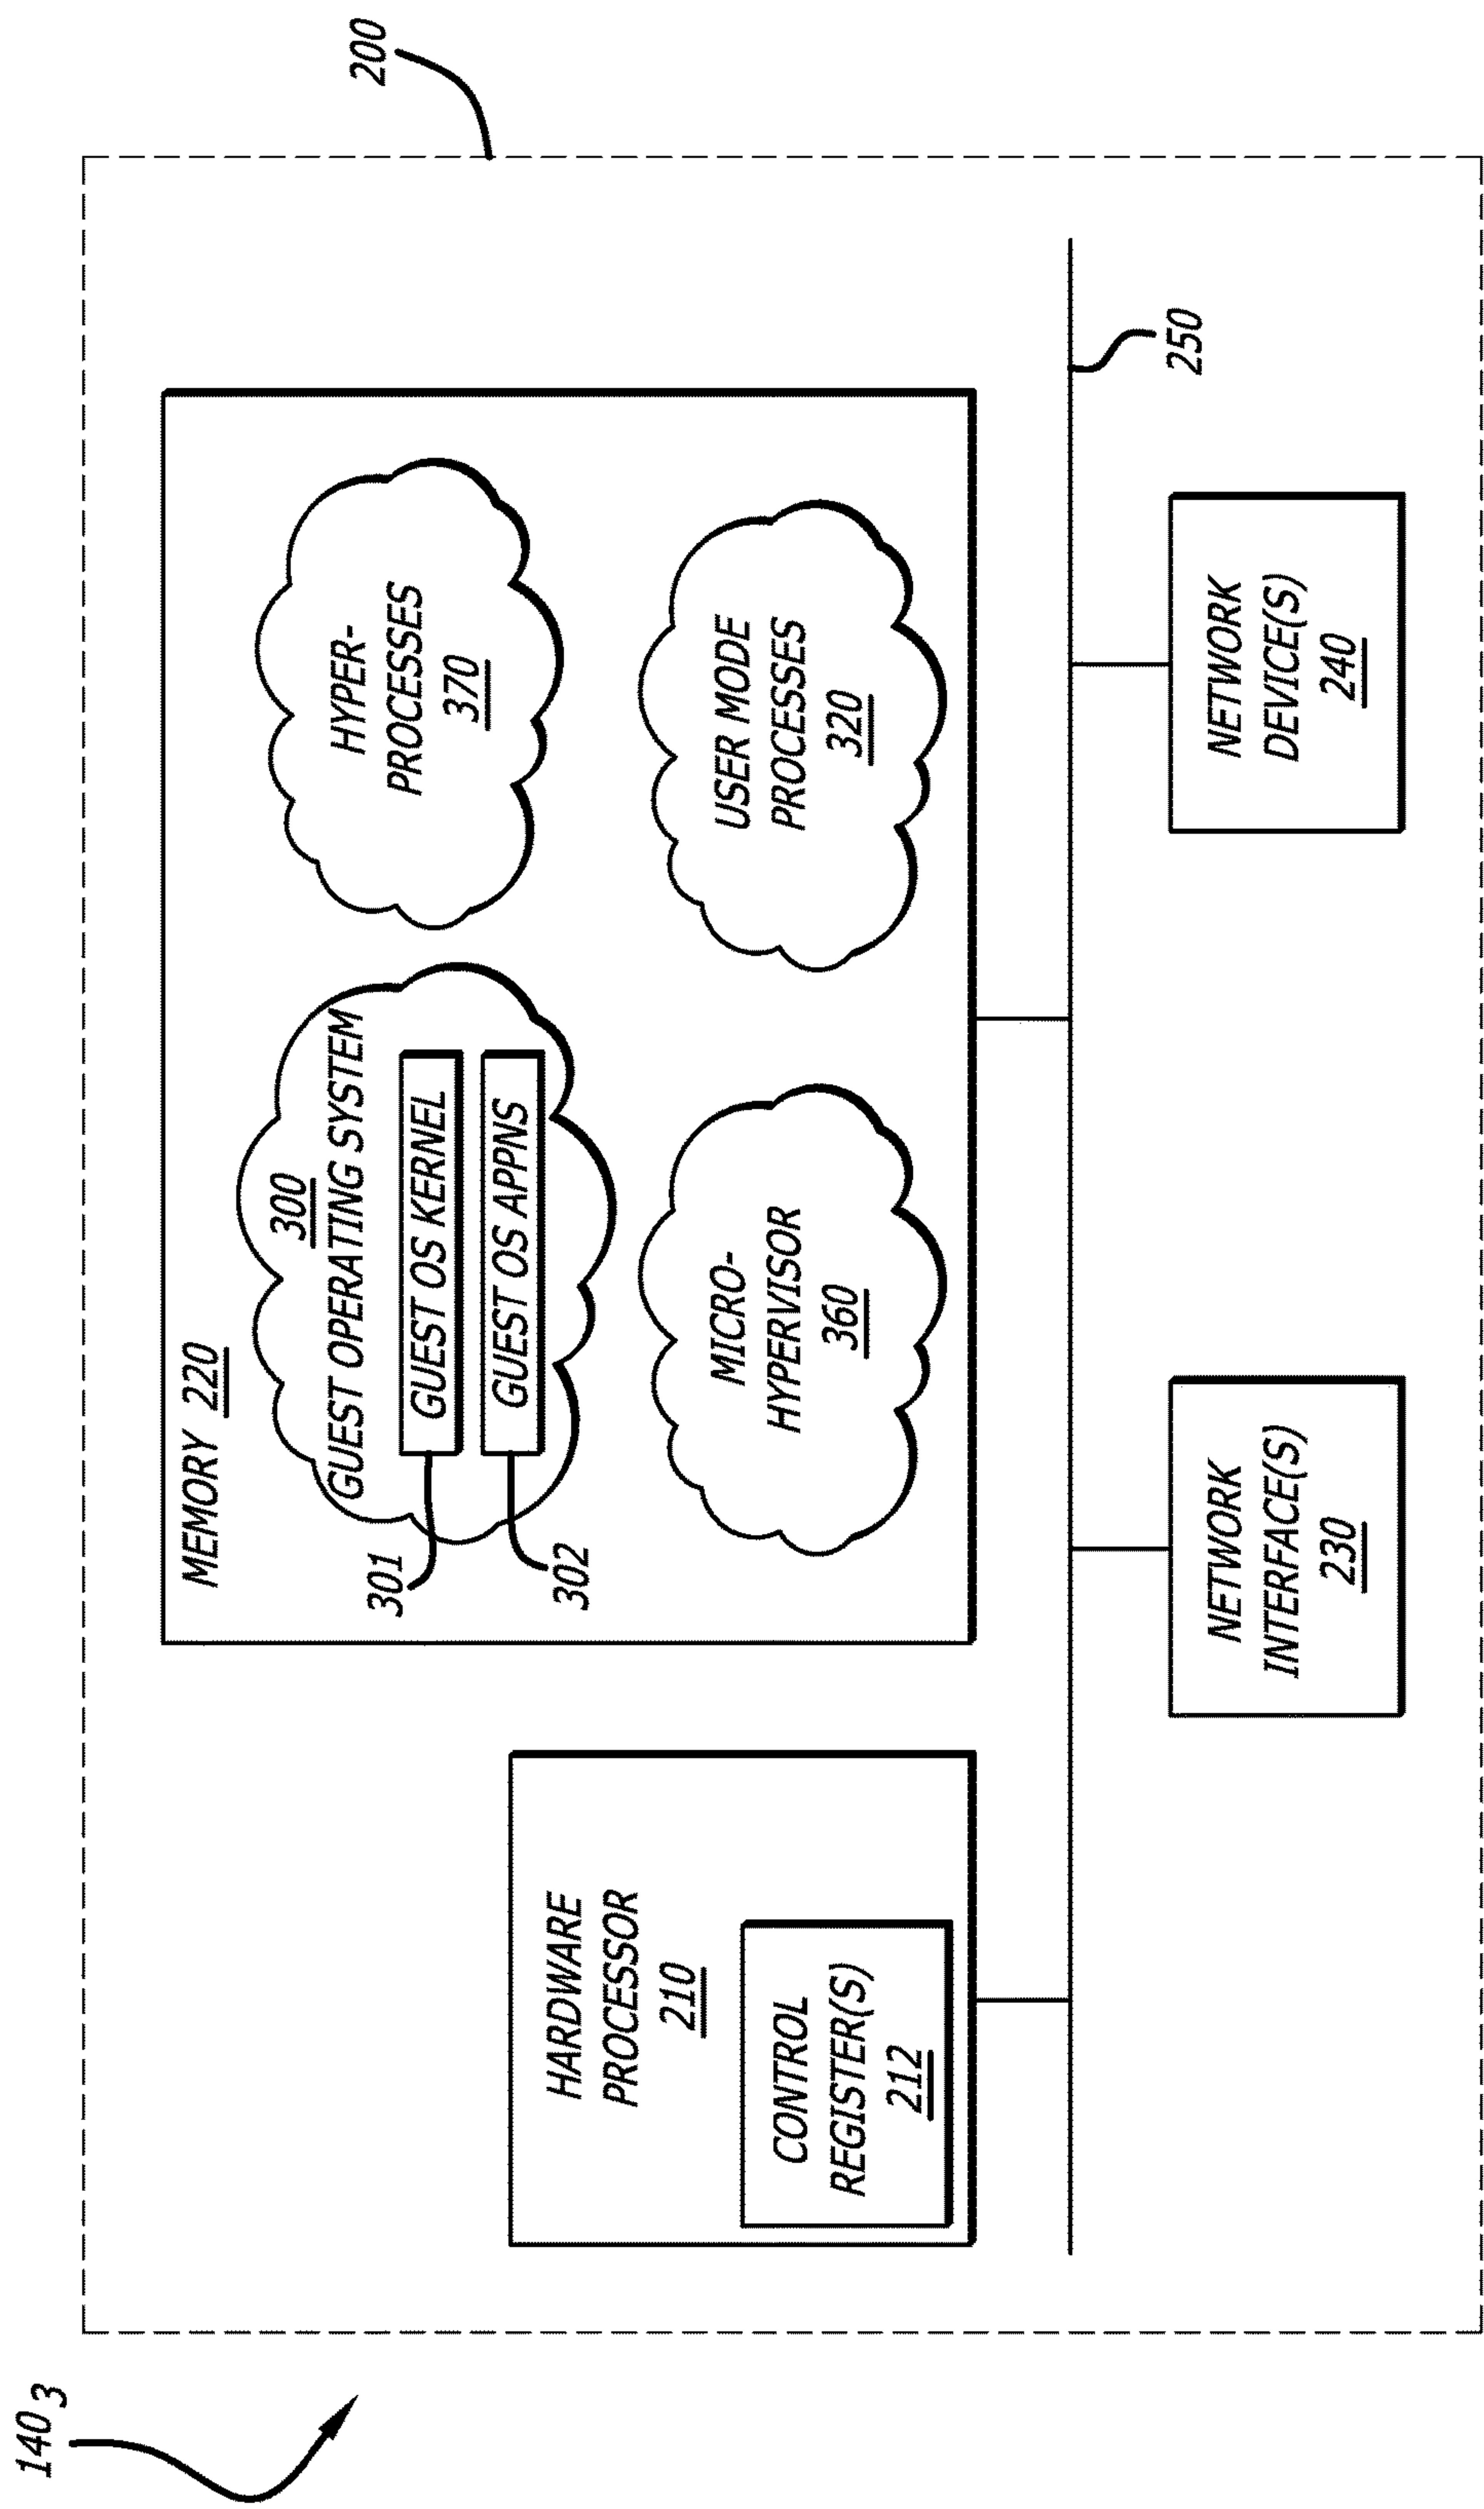 140₃
200
MEMORY 220
300
GUEST OPERATING SYSTEM
GUEST OS KERNEL
GUEST OS APPNS
301
302
HYPER-
PROCESSES
370
MICRO-
HYPERVISOR
360
USER MODE
PROCESSES
320
HARDWARE
PROCESSOR
210
CONTROL
REGISTER(S)
212
250
NETWORK
INTERFACE(S)
230
NETWORK
DEVICE(S)
240